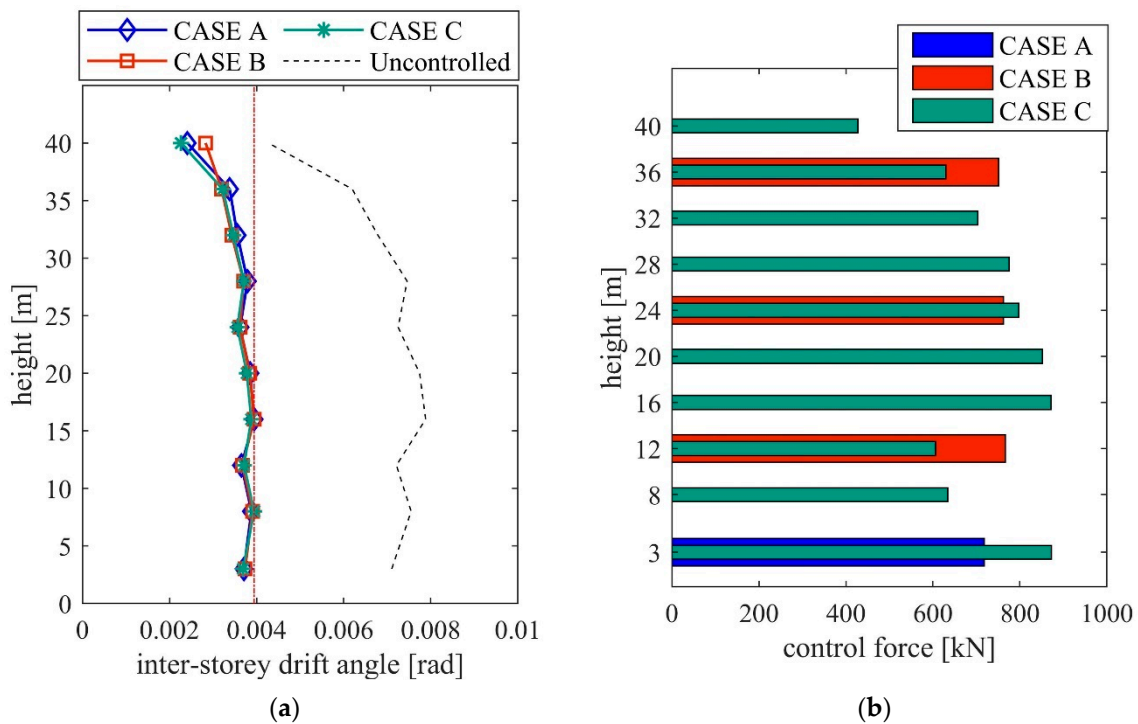 CASE A
CASE B
CASE C
Uncontrolled
45
40
35
30
25
20
15
10
5
0
height [m]
0 0.002 0.004 0.006 0.008 0.01
inter-storey drift angle [rad]
(a)
CASE A
CASE B
CASE C
40
36
32
28
24
20
16
12
8
3
height [m]
0 200 400 600 800 1000
control force [kN]
(b)